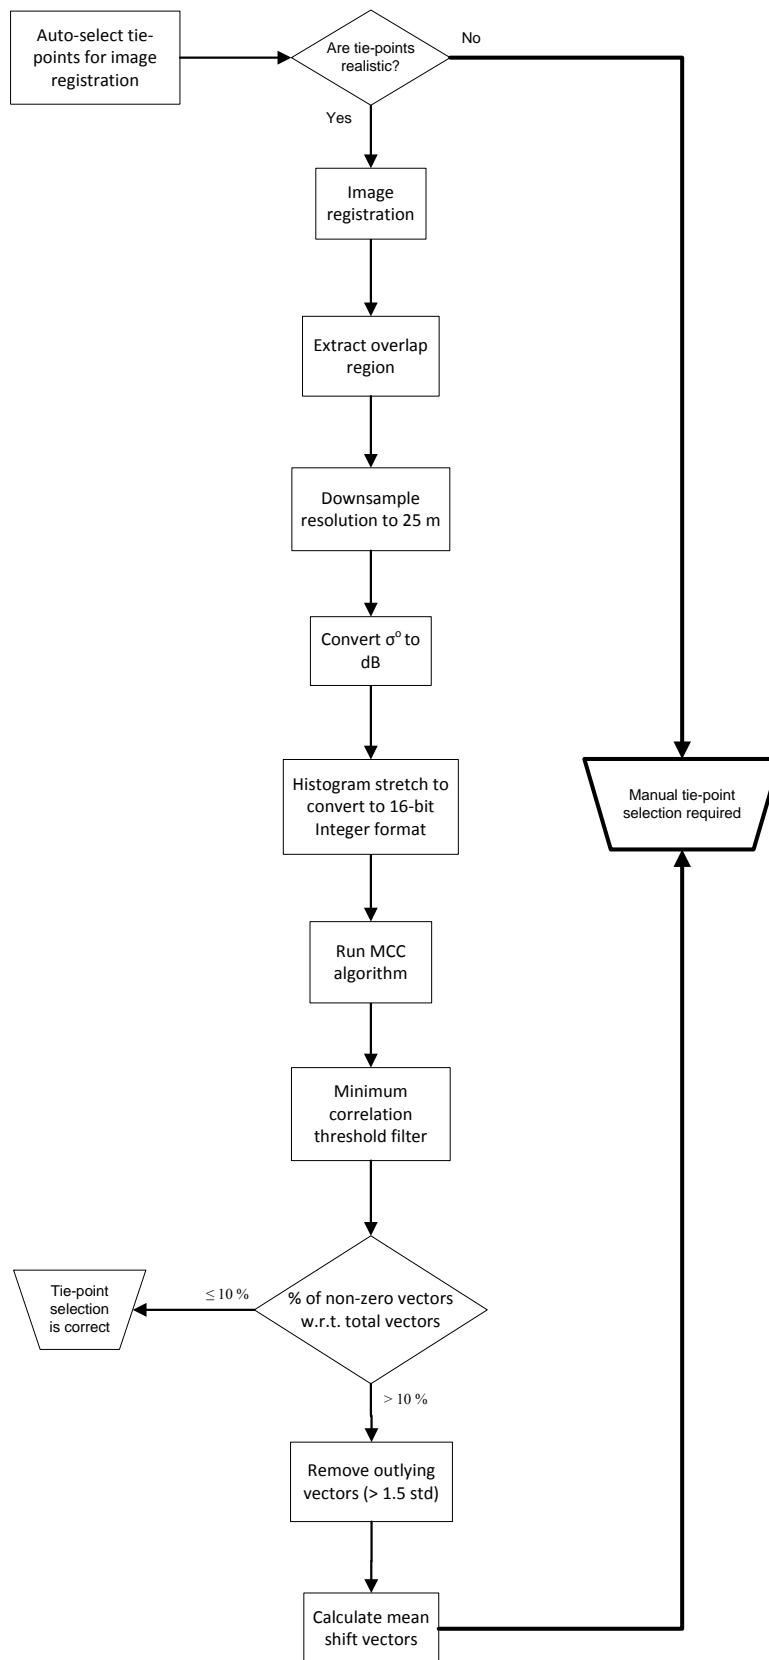 Auto-select tie-
points for image
registration
Are tie-points
realistic?
No
Yes
Image
registration
Extract overlap
region
Downsample
resolution to 25 m
Convert σº to
dB
Histogram stretch to
convert to 16-bit
Integer format
Manual tie-point
selection required
Run MCC
algorithm
Minimum
correlation
threshold filter
% of non-zero vectors
w.r.t. total vectors
≤ 10 %
Tie-point
selection
is correct
> 10 %
Remove outlying
vectors (> 1.5 std)
Calculate mean
shift vectors